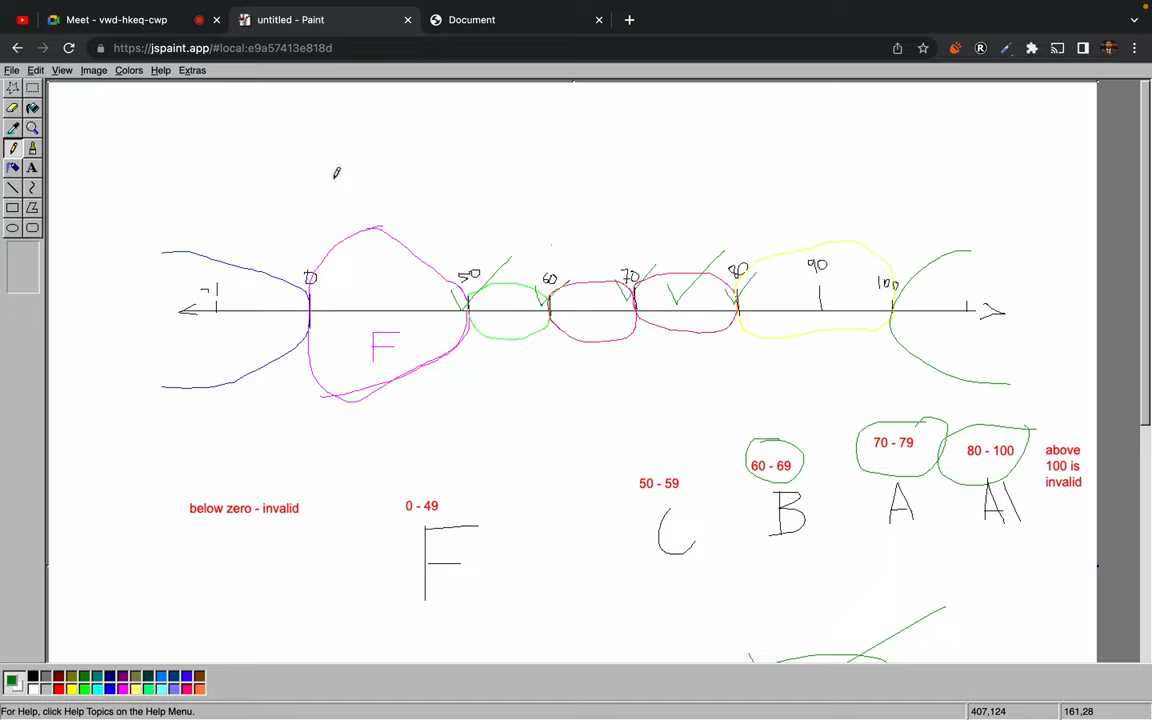 Meet - vwd-hkeq-cwp
untitled - Paint
Document
https://jspaint.app/#local:e9a57413e818d
File Edit View Image Colors Help Extras
-1 0 50 60 70 80 90 100
F
below zero - invalid
0 - 49
50 - 59
60 - 69
70 - 79
80 - 100
above
100 is
invalid
F
C
B
A
A\
For Help, click Help Topics on the Help Menu.
407,124
161,28